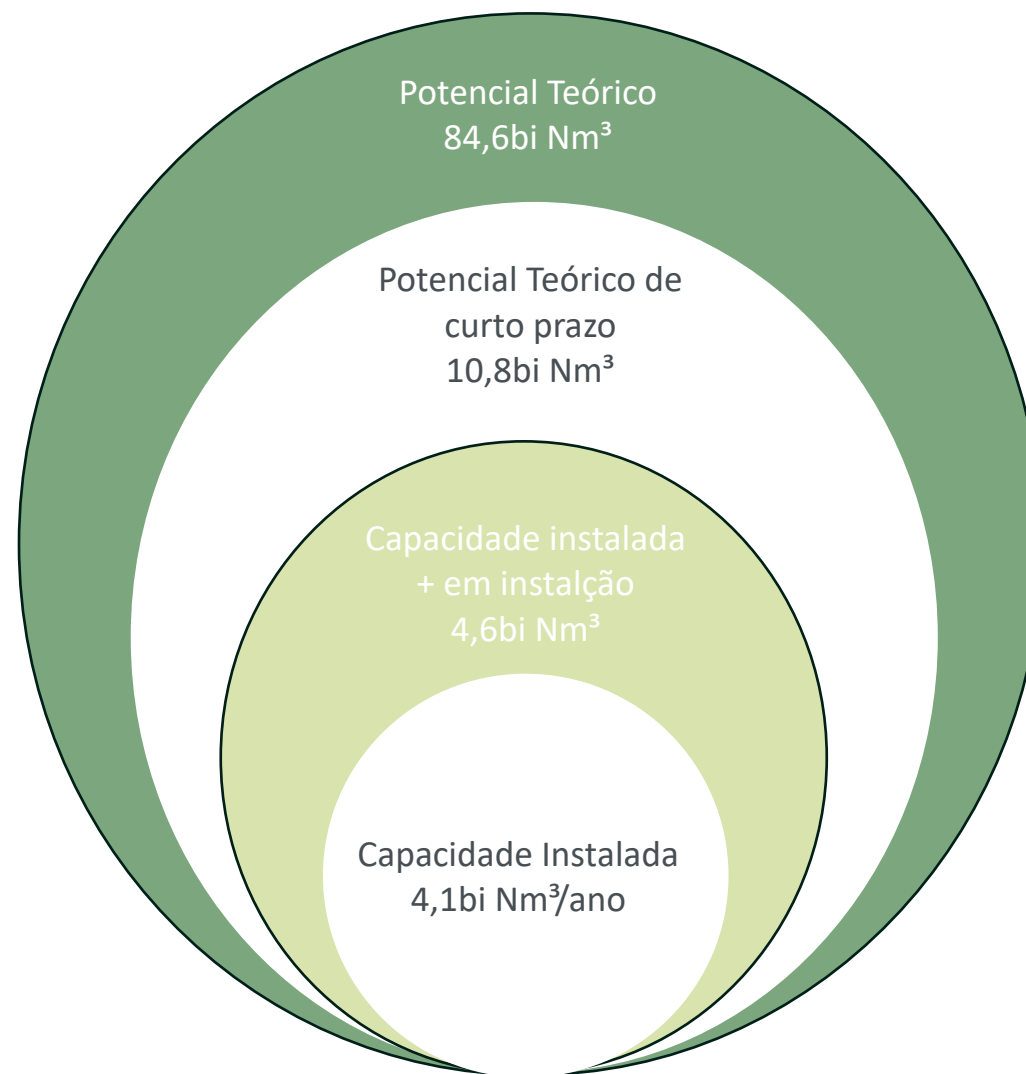 Potencial Teórico
84,6bi Nm³
Potencial Teórico de
curto prazo
10,8bi Nm³
Capacidade instalada
+ em instalção
4,6bi Nm³
Capacidade Instalada
4,1bi Nm³/ano